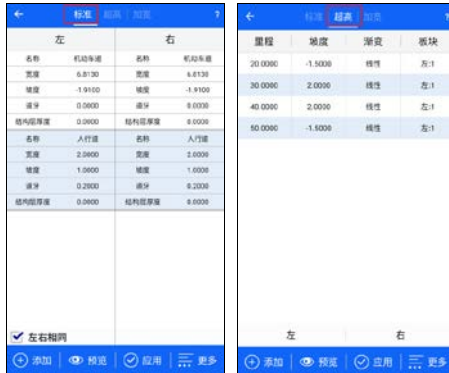 标准 超高 加宽 ?
左 右
名称 机动车道 名称 机动车道
宽度 6.8130 宽度 6.8130
坡度 -1.9100 坡度 -1.9100
道牙 0.0000 道牙 0.0000
结构层厚度 0.0000 结构层厚度 0.0000
名称 人行道 名称 人行道
宽度 2.0000 宽度 2.0000
坡度 1.0000 坡度 1.0000
道牙 0.2000 道牙 0.2000
结构层厚度 0.0000 结构层厚度 0.0000
左右相同
添加 预览 应用 更多
标准 超高 加宽 ?
里程 坡度 渐变 板块
20.0000 -1.5000 线性 左:1
30.0000 2.0000 线性 左:1
40.0000 2.0000 线性 左:1
50.0000 -1.5000 线性 左:1
左 右
添加 预览 应用 更多